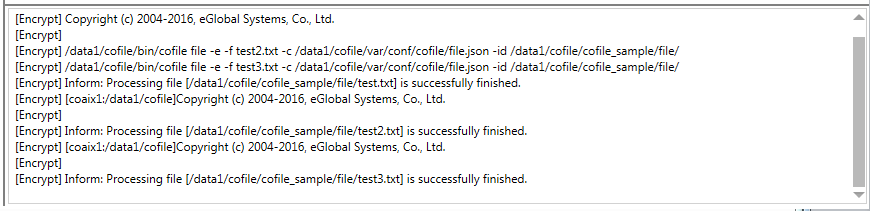 [Encrypt] Copyright (c) 2004-2016, eGlobal Systems, Co., Ltd.
[Encrypt]
[Encrypt] /data1/cofile/bin/cofile file -e -f test2.txt -c /data1/cofile/var/conf/cofile/file.json -id /data1/cofile/cofile_sample/file/
[Encrypt] /data1/cofile/bin/cofile file -e -f test3.txt -c /data1/cofile/var/conf/cofile/file.json -id /data1/cofile/cofile_sample/file/
[Encrypt] Inform: Processing file [/data1/cofile/cofile_sample/file/test.txt] is successfully finished.
[Encrypt] [coaix1:/data1/cofile]Copyright (c) 2004-2016, eGlobal Systems, Co., Ltd.
[Encrypt]
[Encrypt] Inform: Processing file [/data1/cofile/cofile_sample/file/test2.txt] is successfully finished.
[Encrypt] [coaix1:/data1/cofile]Copyright (c) 2004-2016, eGlobal Systems, Co., Ltd.
[Encrypt]
[Encrypt] Inform: Processing file [/data1/cofile/cofile_sample/file/test3.txt] is successfully finished.